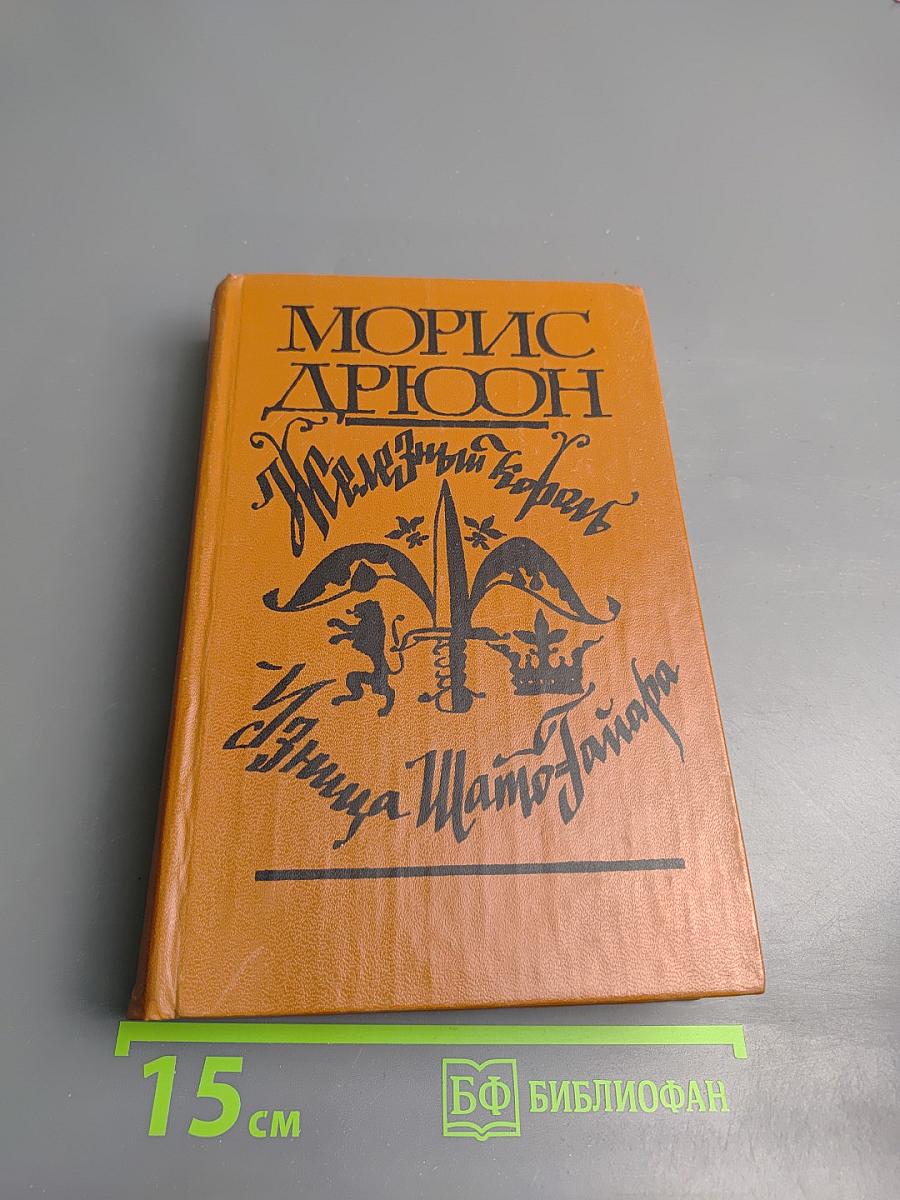 МОРИС
ДРЮОН
Железный король
Узница Шато-Гайара
15 см
БФ БИБЛИОФАН